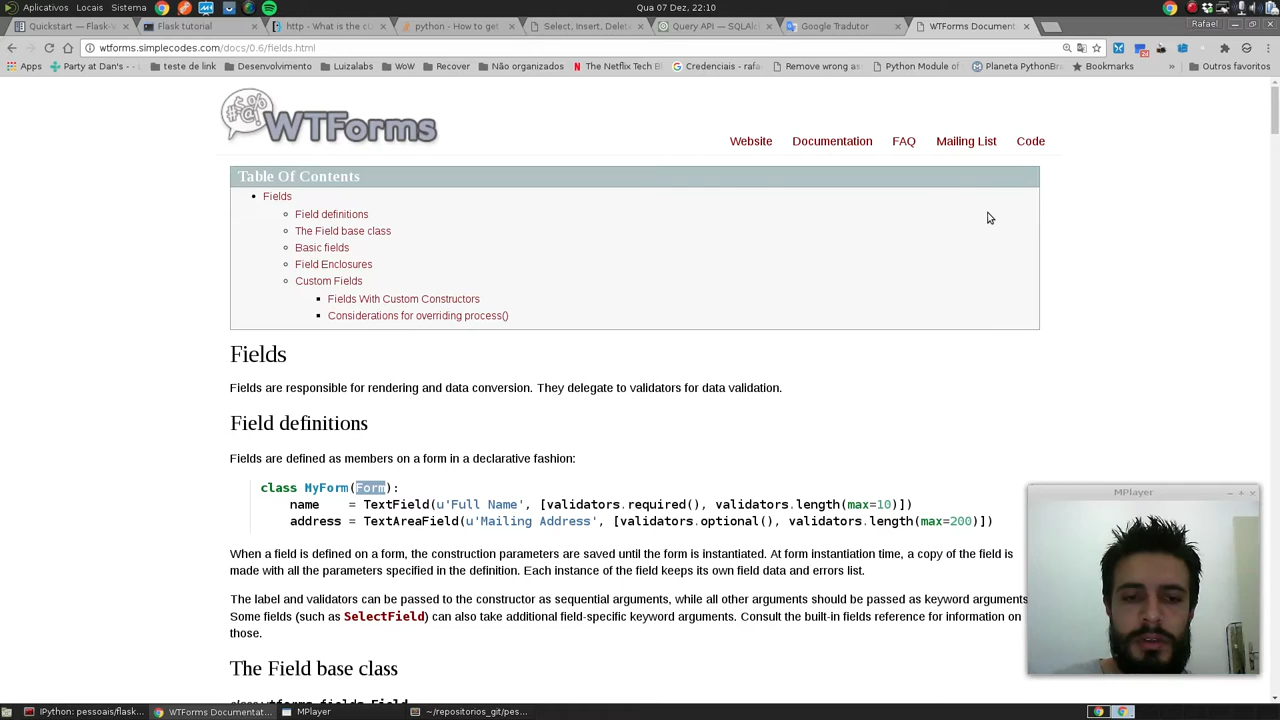 Aplicativos Locais Sistema Qua 07 Dez, 22:10
Quickstart — Flask-W Flask tutorial http - What is the cO python - How to get Select, Insert, Delete, Query API — SQLAlc Google Tradutor WTForms Document. Rafael
wtforms.simplecodes.com/docs/0.6/fields.html
Apps Party at Dan's - teste de link Desenvolvimento Luizalabs WoW Recover Não organizados The Netflix Tech B Credenciais - rafa Remove wrong as Python Module of Planeta PythonBra Bookmarks » Outros favoritos
WTForms
Website Documentation FAQ Mailing List Code
Table Of Contents
Fields
Field definitions
The Field base class
Basic fields
Field Enclosures
Custom Fields
Fields With Custom Constructors
Considerations for overriding process()
Fields
Fields are responsible for rendering and data conversion. They delegate to validators for data validation.
Field definitions
Fields are defined as members on a form in a declarative fashion:
class MyForm(Form):
name = TextField(u'Full Name', [validators.required(), validators.length(max=10)])
address = TextAreaField(u'Mailing Address', [validators.optional(), validators.length(max=200)])
MPlayer
When a field is defined on a form, the construction parameters are saved until the form is instantiated. At form instantiation time, a copy of the field is
made with all the parameters specified in the definition. Each instance of the field keeps its own field data and errors list.
The label and validators can be passed to the constructor as sequential arguments, while all other arguments should be passed as keyword arguments
Some fields (such as SelectField) can also take additional field-specific keyword arguments. Consult the built-in fields reference for information on
those.
The Field base class
IPython: pessoais/flask... WTForms Documentat... MPlayer ~/repositorios_git/pes...